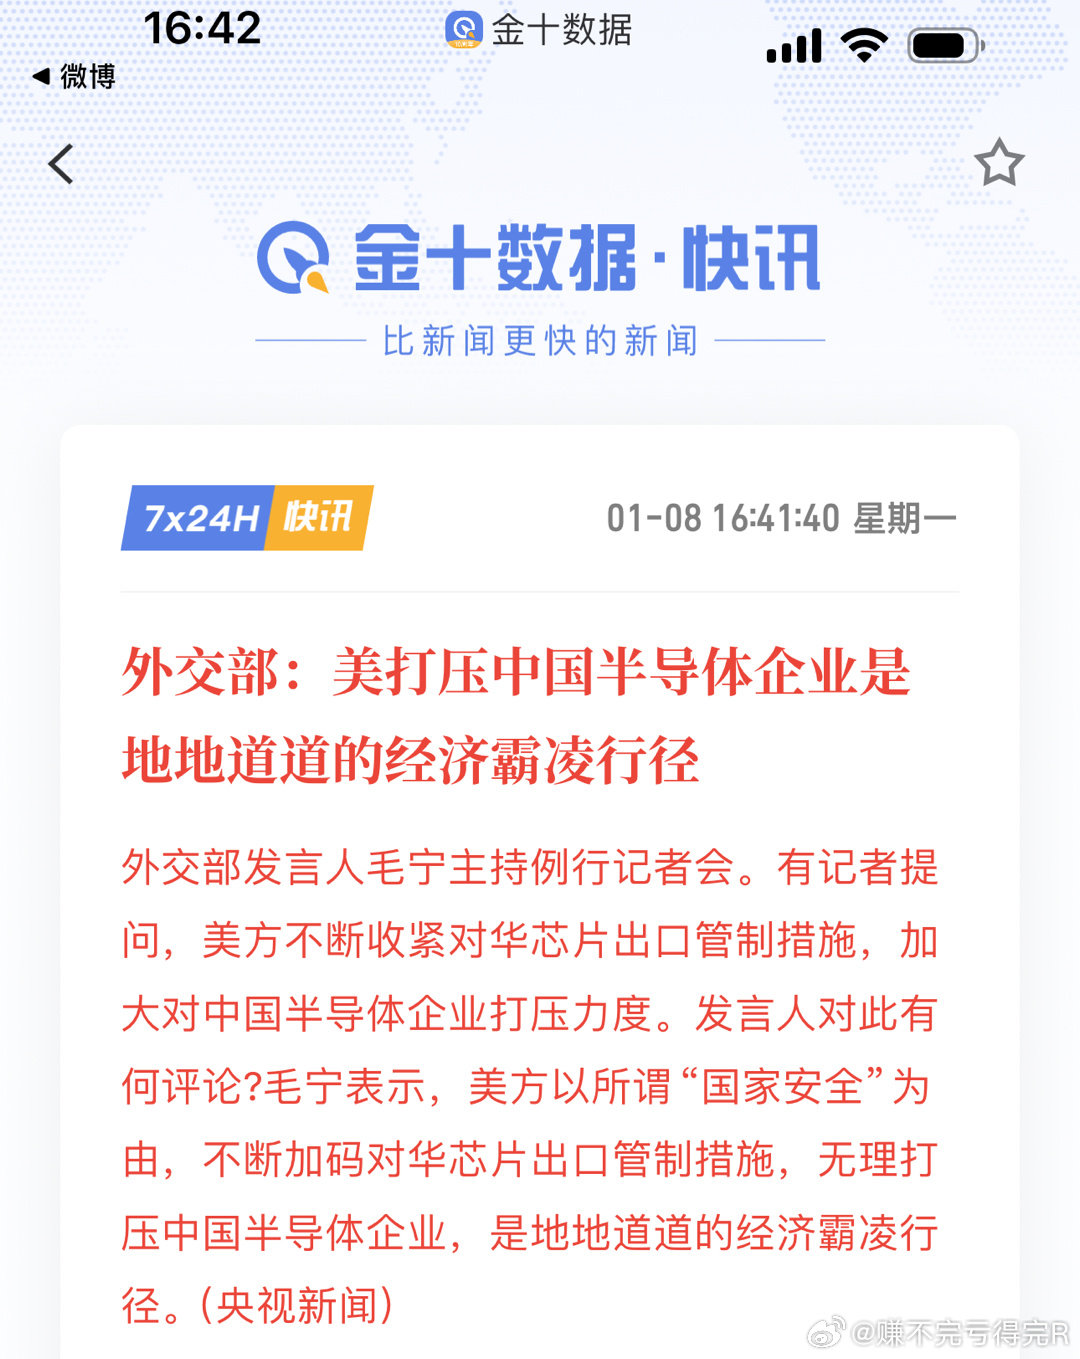 16:42
金十数据
◀ 微博
金十数据·快讯
比新闻更快的新闻
7x24H 快讯
01-08 16:41:40 星期一
外交部：美打压中国半导体企业是
地地道道的经济霸凌行径
外交部发言人毛宁主持例行记者会。有记者提
问，美方不断收紧对华芯片出口管制措施，加
大对中国半导体企业打压力度。发言人对此有
何评论?毛宁表示，美方以所谓“国家安全”为
由，不断加码对华芯片出口管制措施，无理打
压中国半导体企业，是地地道道的经济霸凌行
径。(央视新闻)
@赚不完亏得完R